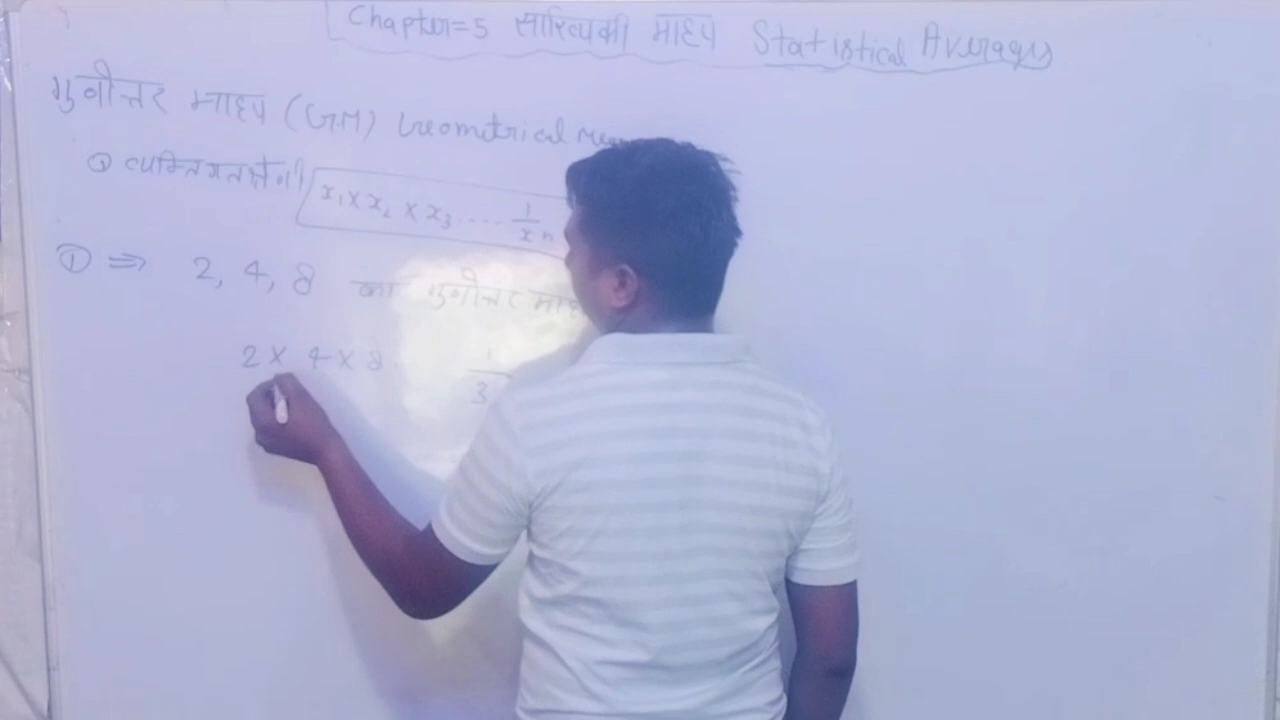 Chapter=5 सांख्यिकी माध्य Statistical Averages
गुणोत्तर माध्य (G.M) Geometrical
① व्यक्तिगत श्रेणी x₁ × x₂ × x₃ .... 1/xⁿ
① ⇒ 2, 4, 8 का गुणोत्तर
2 × 4 × 8 1/3